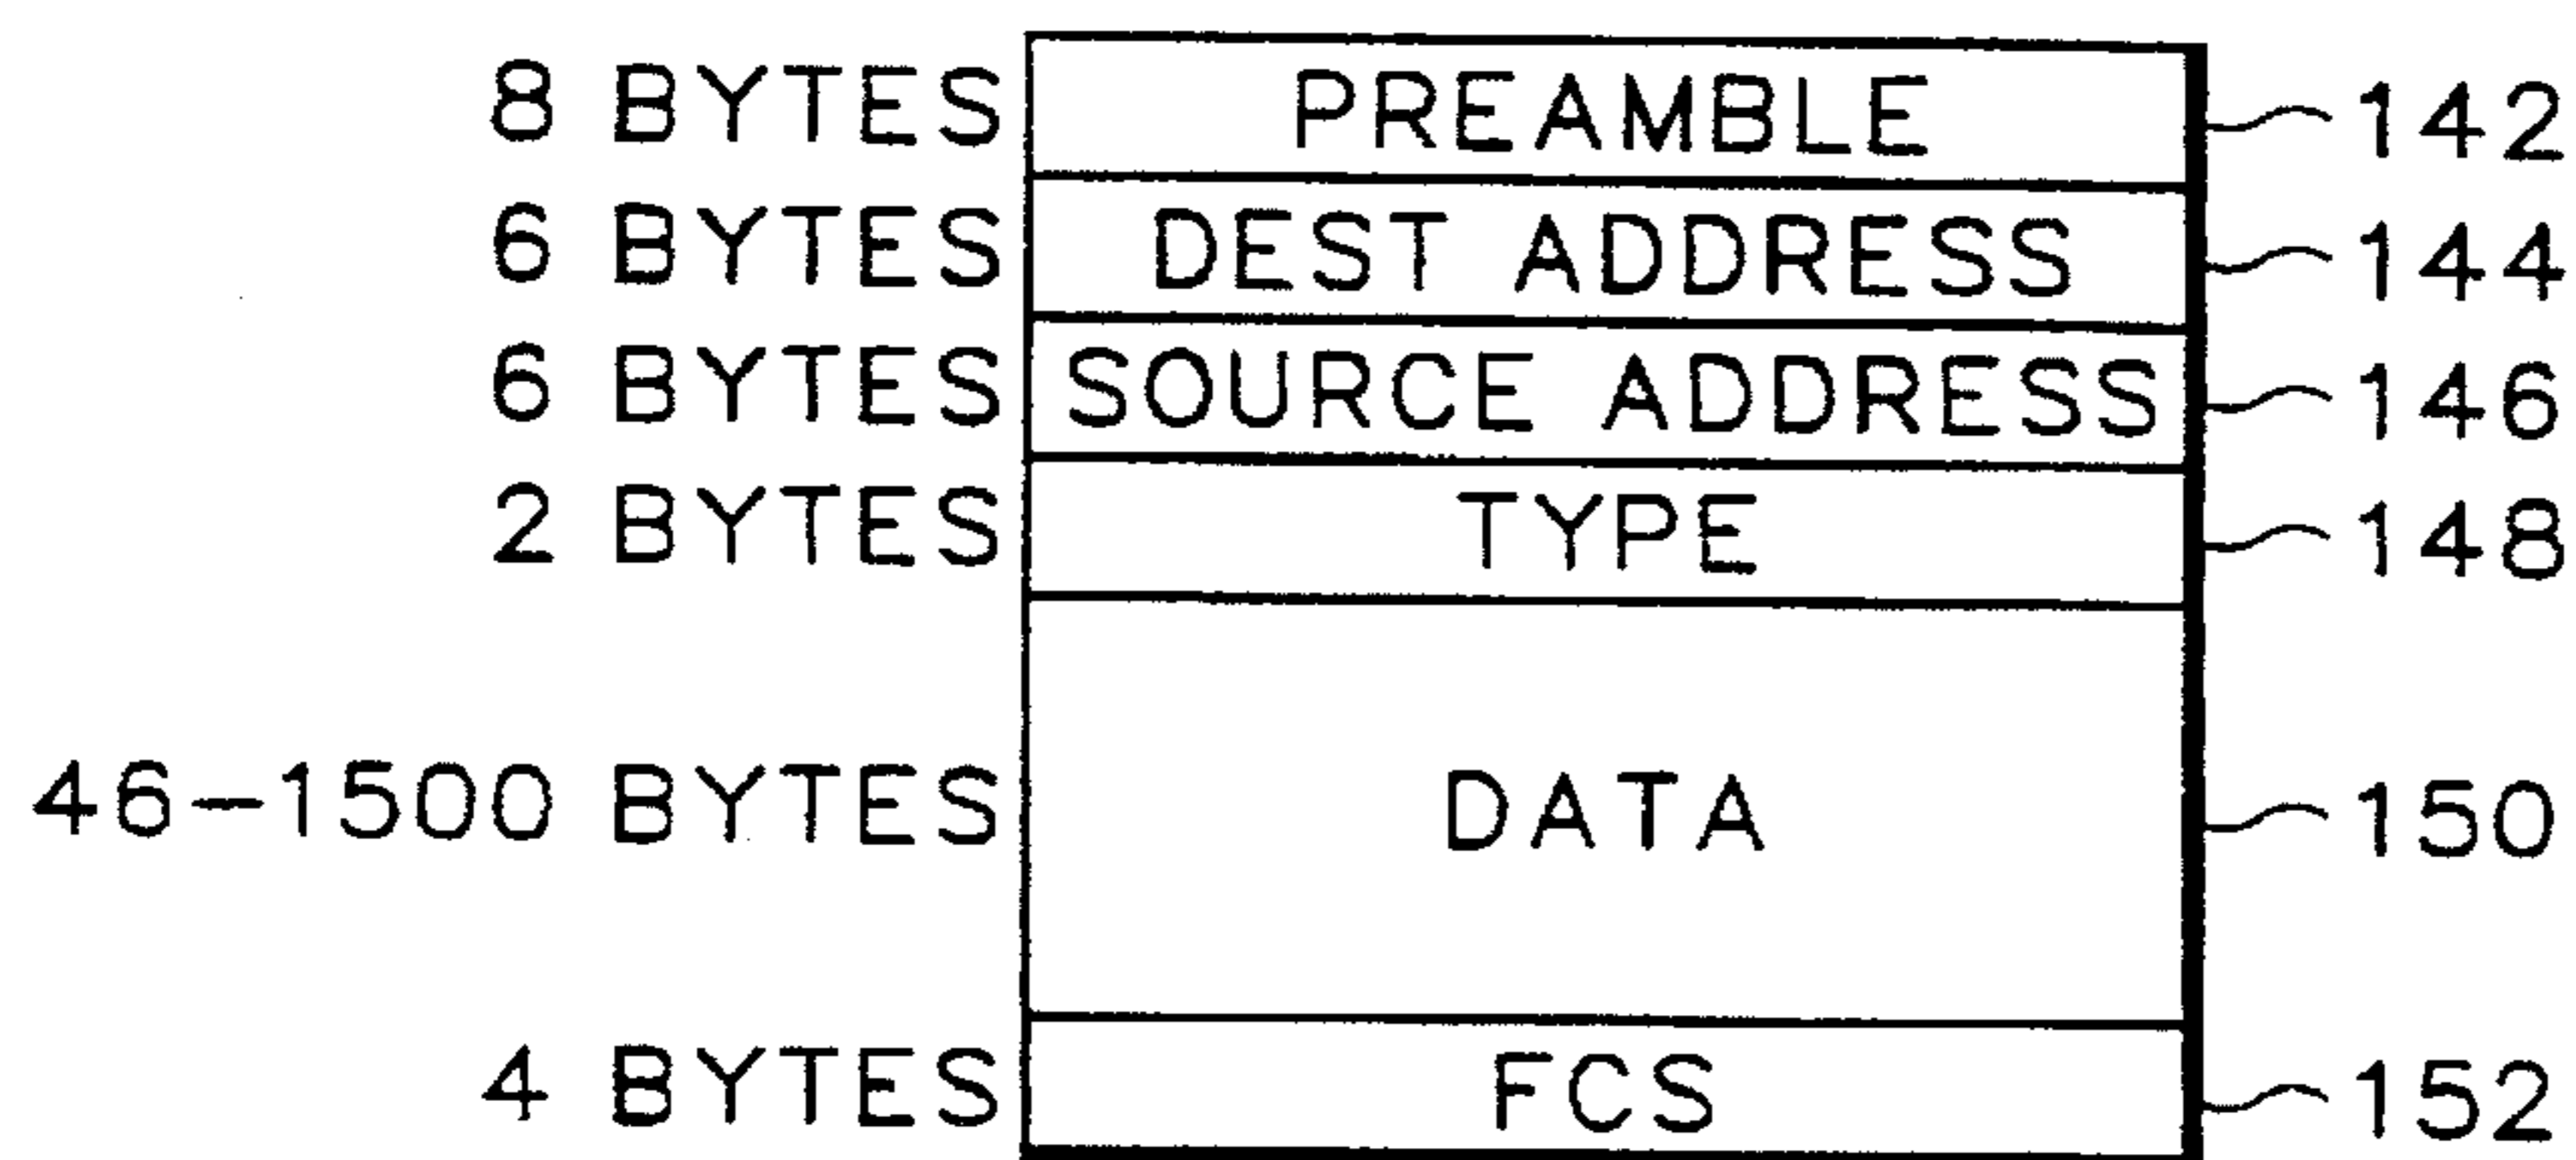 8 BYTES PREAMBLE 142
6 BYTES DEST ADDRESS 144
6 BYTES SOURCE ADDRESS 146
2 BYTES TYPE 148
46-1500 BYTES DATA 150
4 BYTES FCS 152